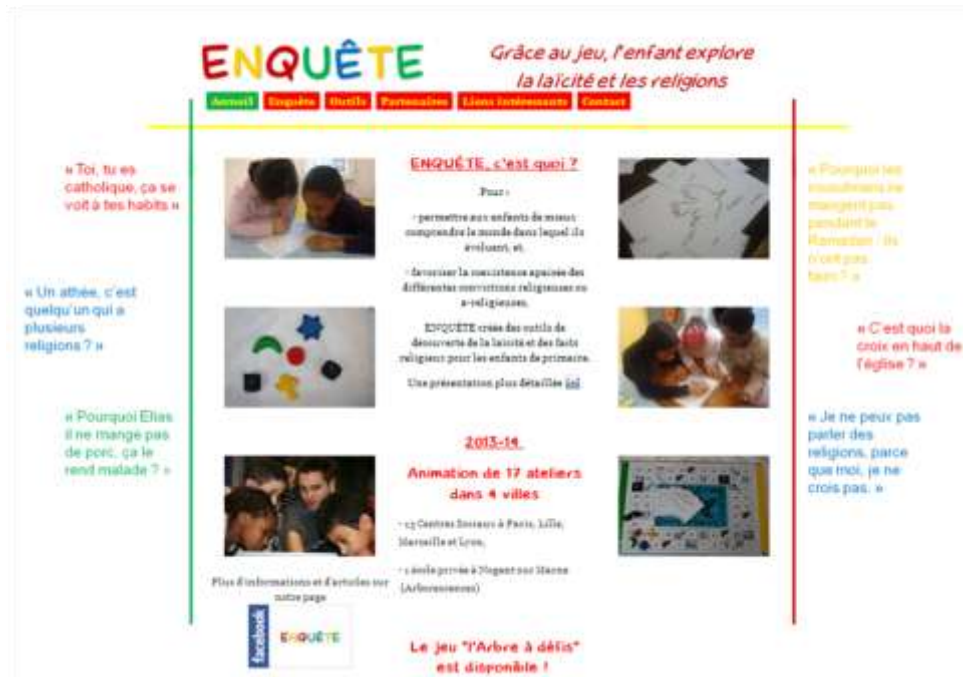 ENQUÊTE
Grâce au jeu, l'enfant explore
la laïcité et les religions
Accueil Enquête Outils Partenaires Liens intéressants Contact
« Toi, tu es
catholique, ça se
voit à tes habits »
« Un athée, c'est
quelqu'un qui a
plusieurs
religions ? »
« Pourquoi Elias
il ne mange pas
de porc, ça le
rend malade ? »
ENQUÊTE, c'est quoi ?
Pour :
- permettre aux enfants de mieux
comprendre le monde dans lequel ils
évoluent, et,
- favoriser la coexistence apaisée des
différentes convictions religieuses ou
a-religieuses,
ENQUÊTE créée des outils de
découverte de la laïcité et des faits
religieux pour les enfants de primaire.
Une présentation plus détaillée ici
2013-14
Animation de 17 ateliers
dans 4 villes
- 13 Centres Sociaux à Paris, Lille,
Marseille et Lyon,
- 1 école privée à Nogent sur Marne
(Arborescences)
Le jeu "l'Arbre à défis"
est disponible !
Plus d'informations et d'articles sur
notre page
facebook
ENQUÊTE
« Pourquoi les
musulmans ne
mangent pas
pendant le
Ramadan : ils
n'ont pas
faim ? »
« C'est quoi la
croix en haut de
l'église ? »
« Je ne peux pas
parler des
religions, parce
que moi, je ne
crois pas. »